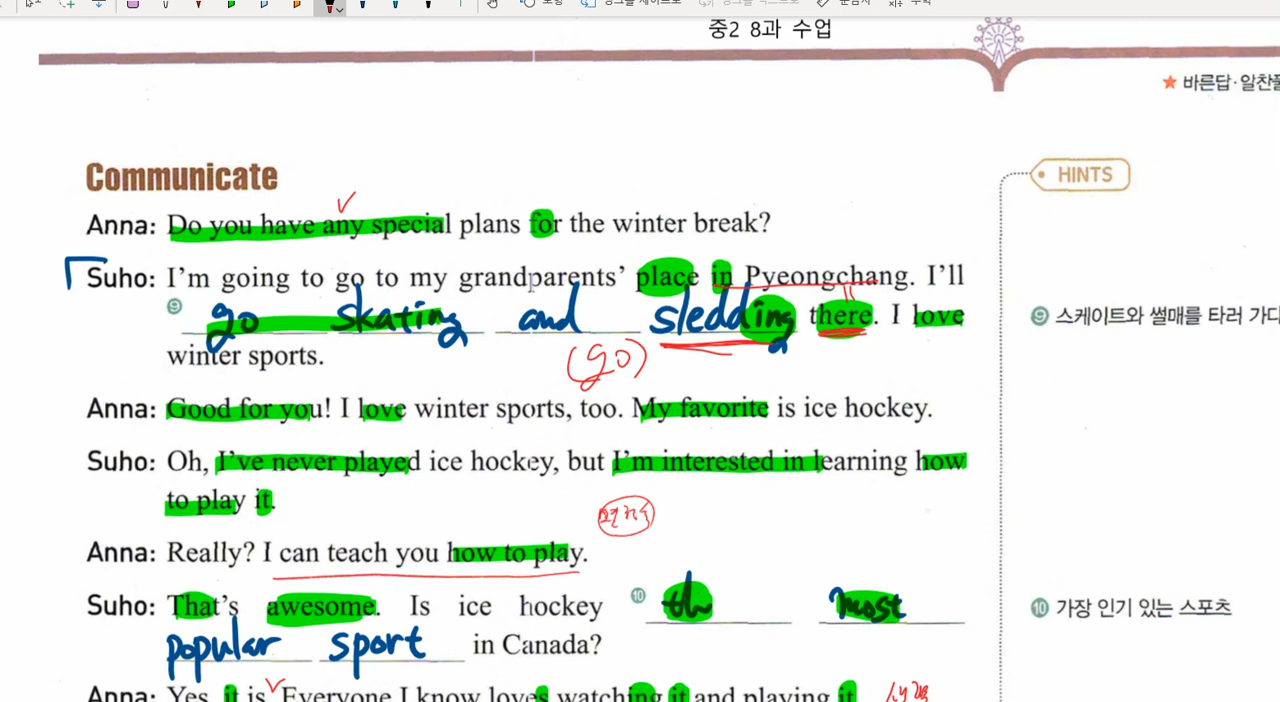 중2 8과 수업
★ 바른답·알찬풀
Communicate
HINTS
Anna: Do you have any special plans for the winter break?
Suho: I'm going to go to my grandparents' place in Pyeongchang. I'll
⑨ go skating and sledding there. I love
(go)
winter sports.
⑨ 스케이트와 썰매를 타러 가다
Anna: Good for you! I love winter sports, too. My favorite is ice hockey.
Suho: Oh, I've never played ice hockey, but I'm interested in learning how
to play it.
Anna: Really? I can teach you how to play.
Suho: That's awesome. Is ice hockey ⑩ th most
popular sport in Canada?
⑩ 가장 인기 있는 스포츠
Anna: Yes, it is. Everyone I know loves watching it and playing it